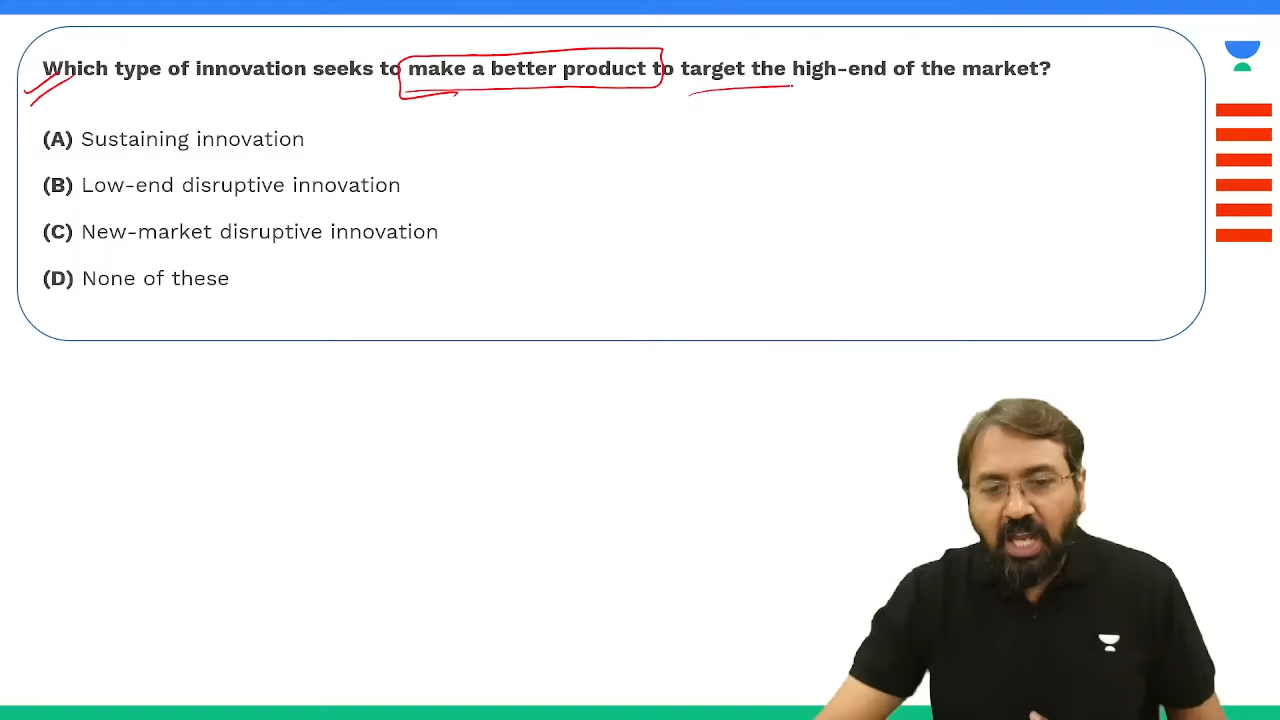 Which type of innovation seeks to make a better product to target the high-end of the market?
(A) Sustaining innovation
(B) Low-end disruptive innovation
(C) New-market disruptive innovation
(D) None of these